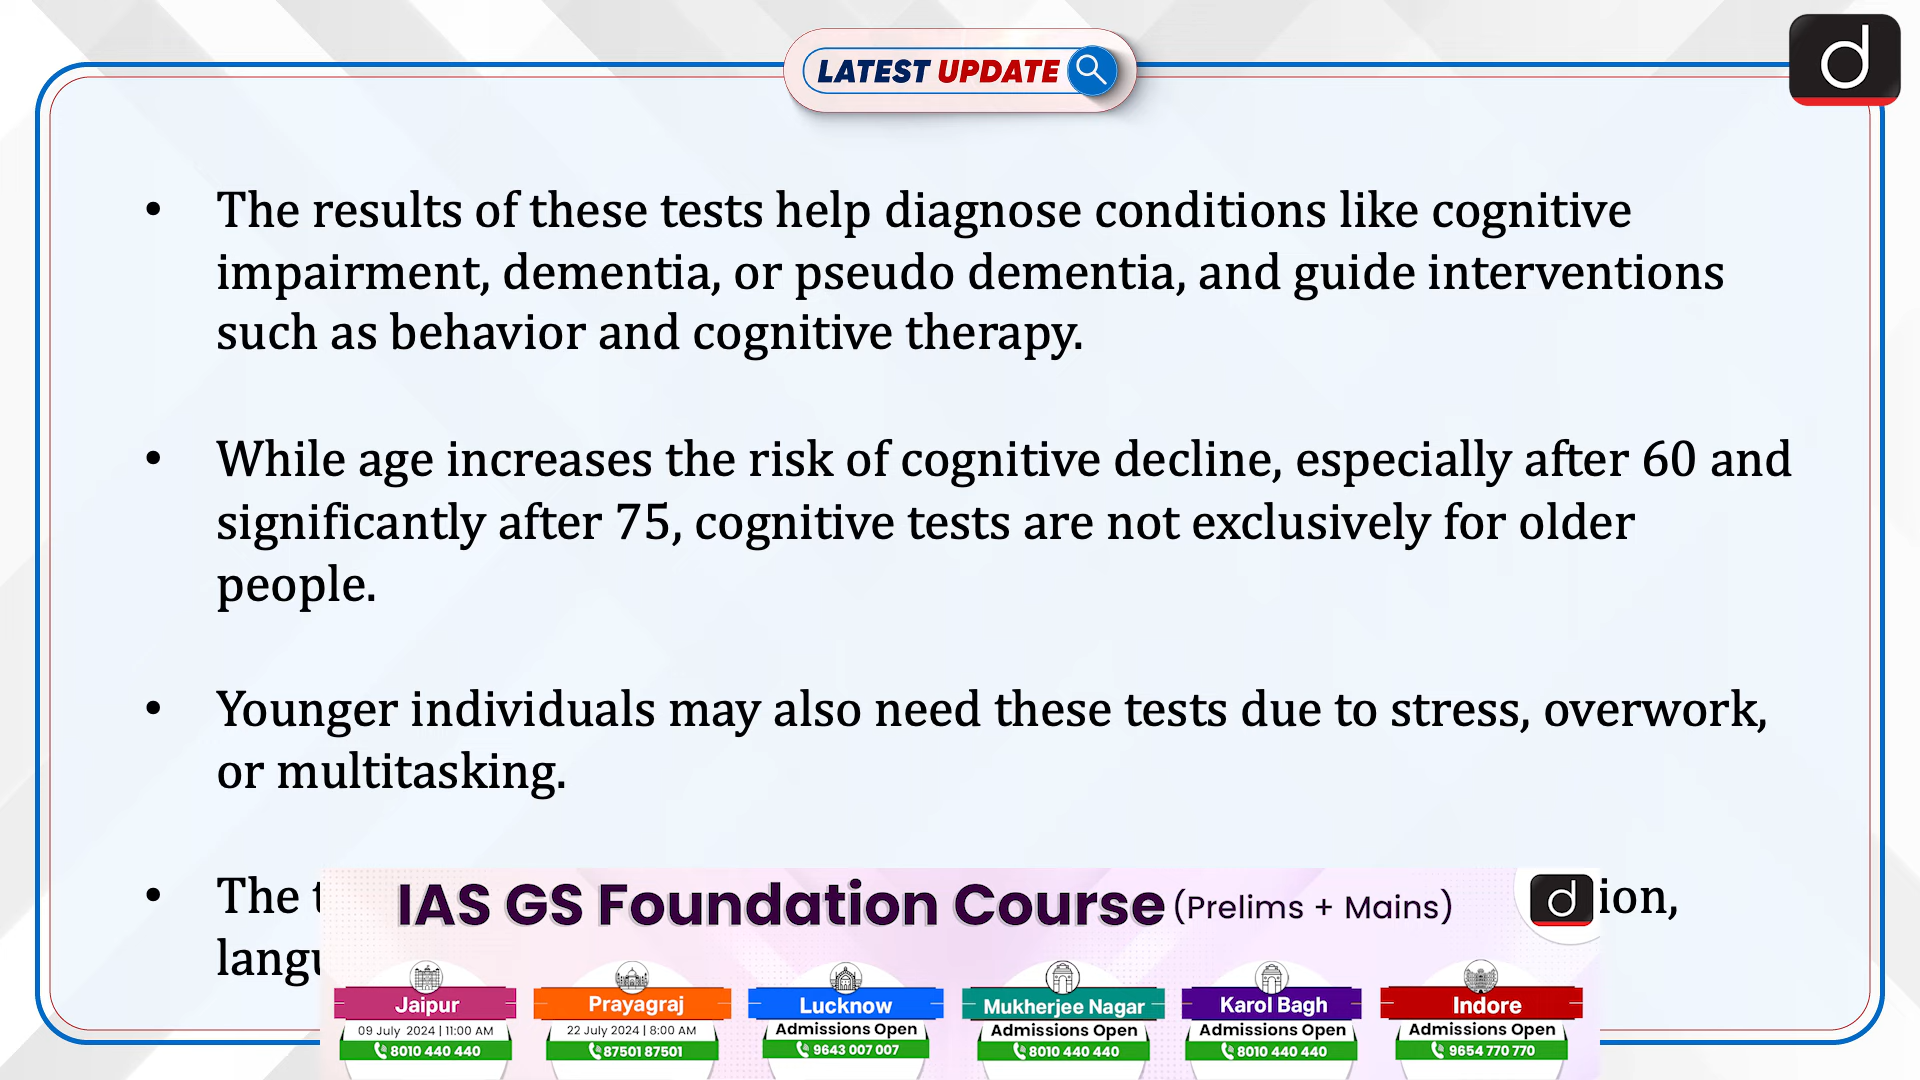 LATEST UPDATE
d
• The results of these tests help diagnose conditions like cognitive
impairment, dementia, or pseudo dementia, and guide interventions
such as behavior and cognitive therapy.
• While age increases the risk of cognitive decline, especially after 60 and
significantly after 75, cognitive tests are not exclusively for older
people.
• Younger individuals may also need these tests due to stress, overwork,
or multitasking.
• The
IAS GS Foundation Course (Prelims + Mains)
d
Jaipur
09 July 2024 | 11:00 AM
8010 440 440
Prayagraj
22 July 2024 | 8:00 AM
87501 87501
Lucknow
Admissions Open
9643 007 007
Mukherjee Nagar
Admissions Open
8010 440 440
Karol Bagh
Admissions Open
8010 440 440
Indore
Admissions Open
9654 770 770